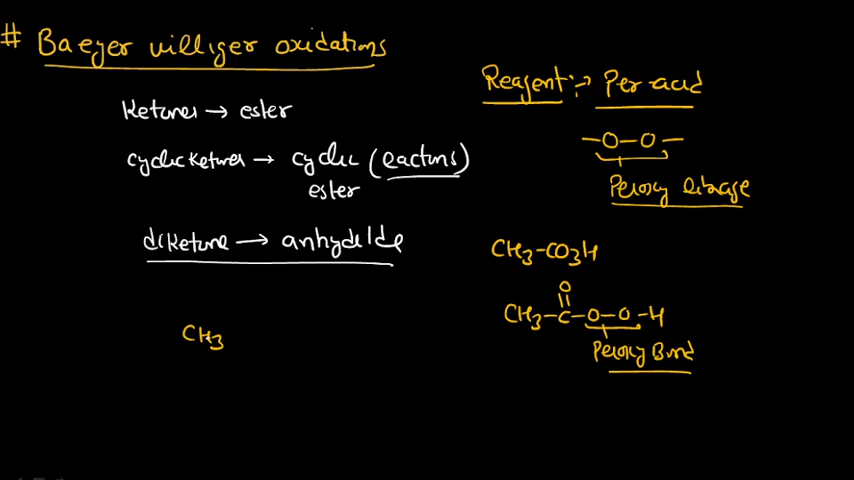 # Baeyer villiger oxidations
Ketones → ester
cyclic Ketones → cyclic (Lactons)
ester
diketone → anhydride
CH3
Reagent :- Per acid
—O—O—
Peroxy linkage
CH3-CO3H
O
||
CH3-C-O-O-H
Peroxy Bond